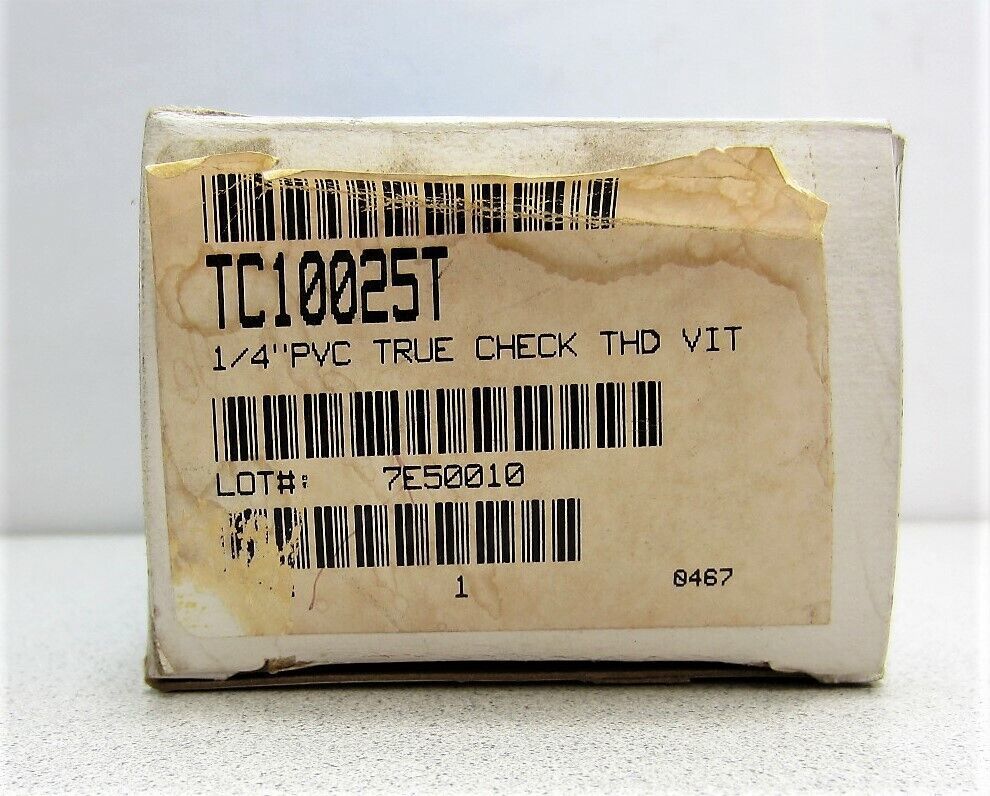 TC10025T
1/4"PVC TRUE CHECK THD VIT
LOT#: 7E50010
1
0467